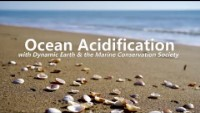 Ocean Acidification
with Dynamic Earth & the Marine Conservation Society